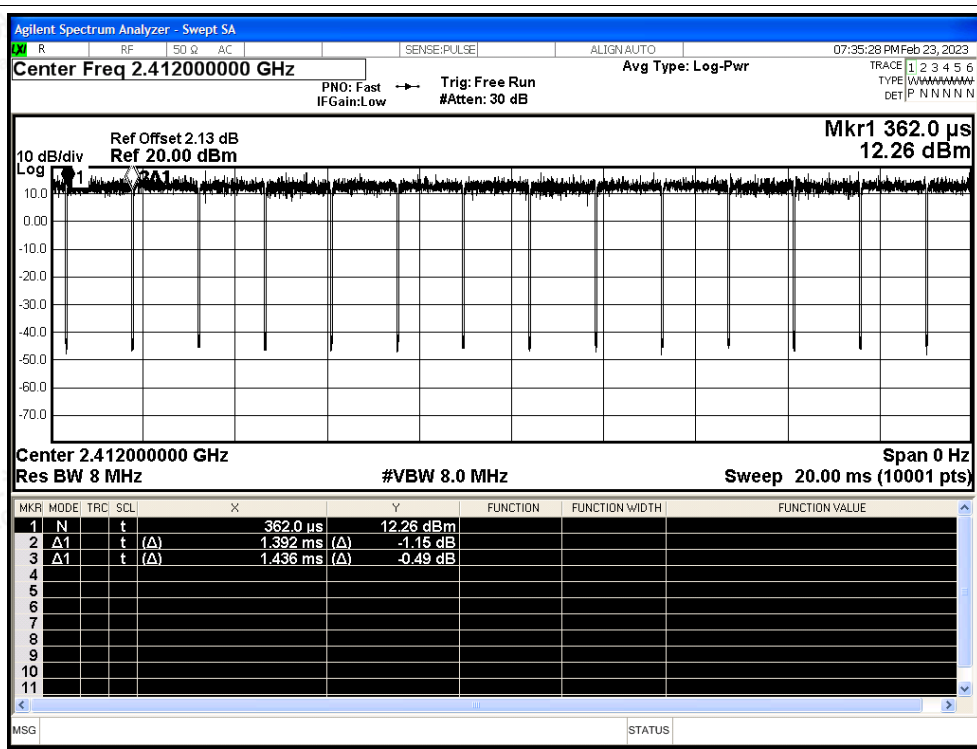 Agilent Spectrum Analyzer - Swept SA
LXI R RF 50 Ω AC SENSE:PULSE ALIGN AUTO 07:35:28 PM Feb 23, 2023
Center Freq 2.412000000 GHz
PNO: Fast
IFGain:Low
Trig: Free Run
#Atten: 30 dB
Avg Type: Log-Pwr
TRACE 1 2 3 4 5 6
TYPE
DET P N N N N N
Ref Offset 2.13 dB
10 dB/div Ref 20.00 dBm
Log
Mkr1 362.0 µs
12.26 dBm
1
3Δ1
10.0
0.00
-10.0
-20.0
-30.0
-40.0
-50.0
-60.0
-70.0
Center 2.412000000 GHz Span 0 Hz
Res BW 8 MHz #VBW 8.0 MHz Sweep 20.00 ms (10001 pts)
MKR MODE TRC SCL X Y FUNCTION FUNCTION WIDTH FUNCTION VALUE
1 N t 362.0 µs 12.26 dBm
2 Δ1 t (Δ) 1.392 ms (Δ) -1.15 dB
3 Δ1 t (Δ) 1.436 ms (Δ) -0.49 dB
4
5
6
7
8
9
10
11
MSG STATUS